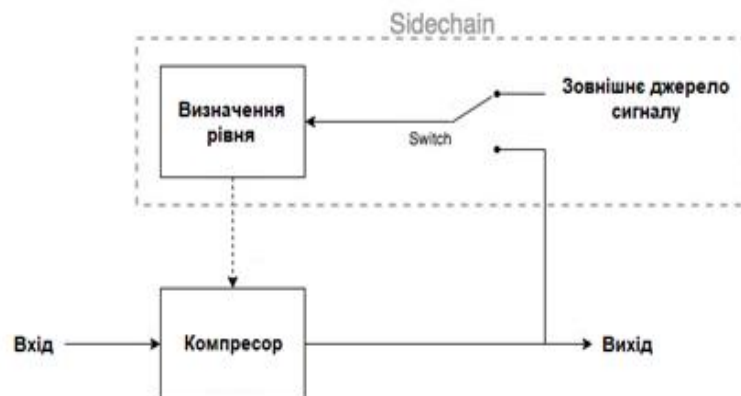 Sidechain
Визначення
рівня
Switch
Зовнішнє джерело
сигналу
Вхід
Компресор
Вихід